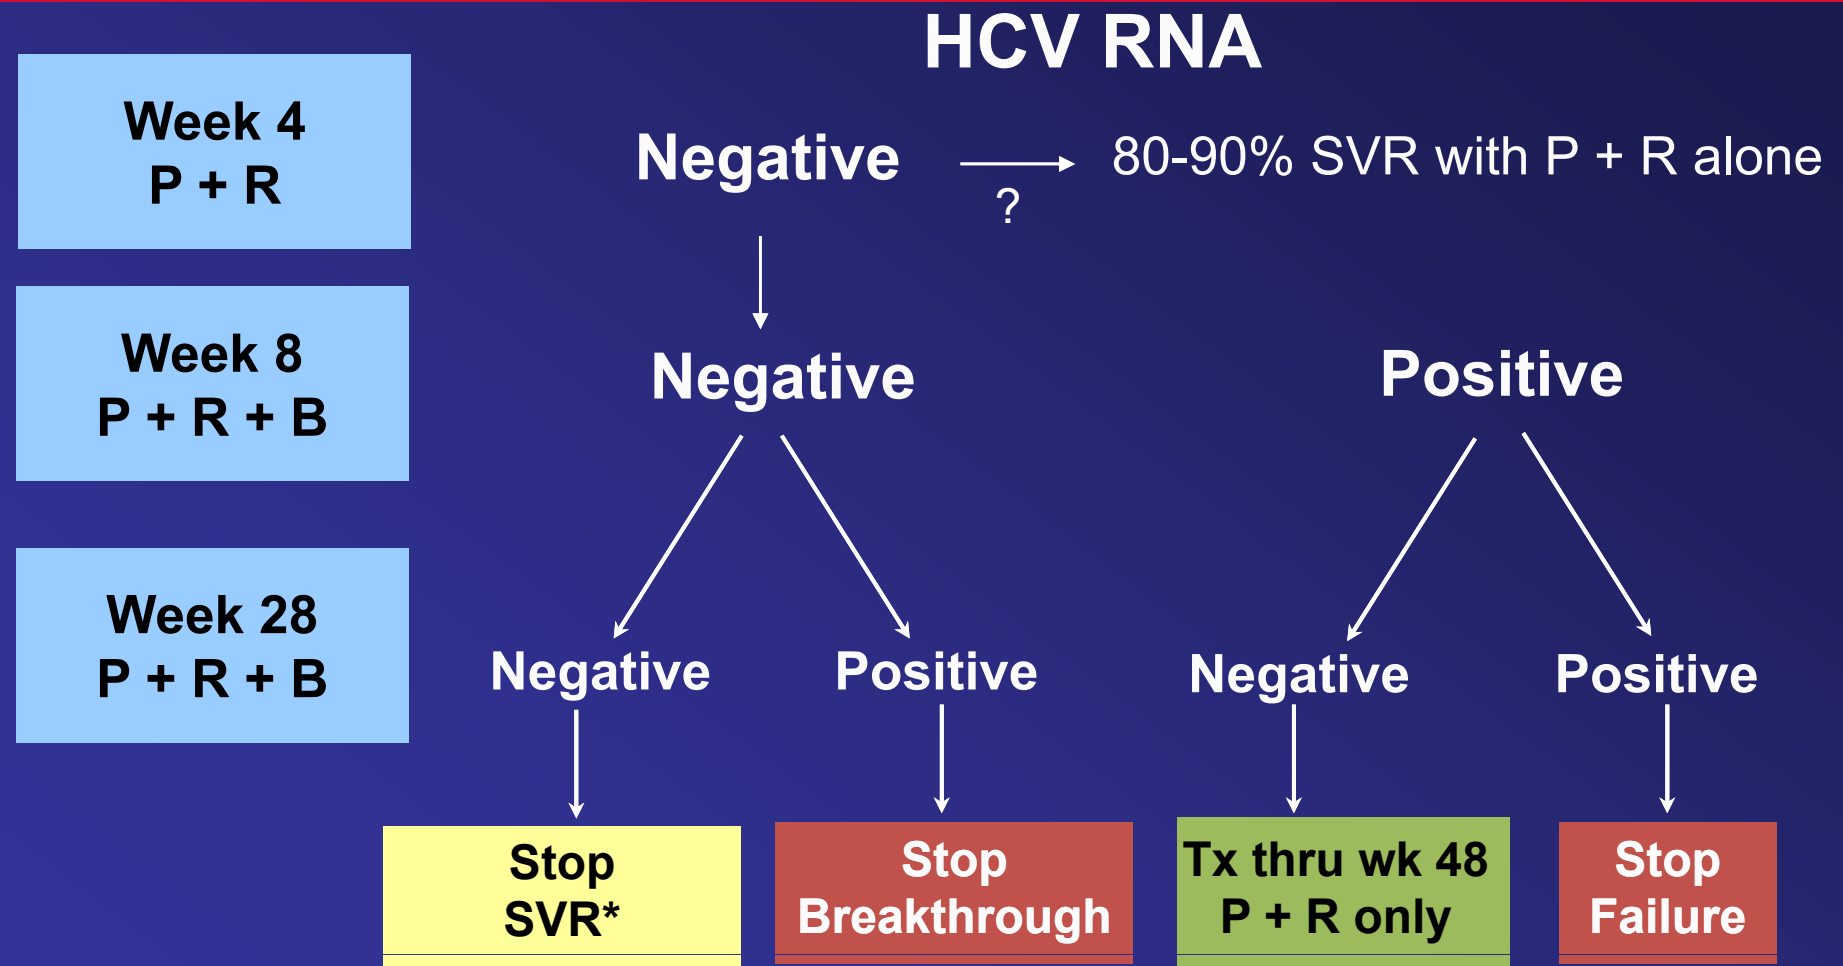 HCV RNA
Week 4
P + R
Negative
80-90% SVR with P + R alone
?
Week 8
P + R + B
Negative
Positive
Week 28
P + R + B
Negative
Positive
Negative
Positive
Stop
SVR*
Stop
Breakthrough
Tx thru wk 48
P + R only
Stop
Failure